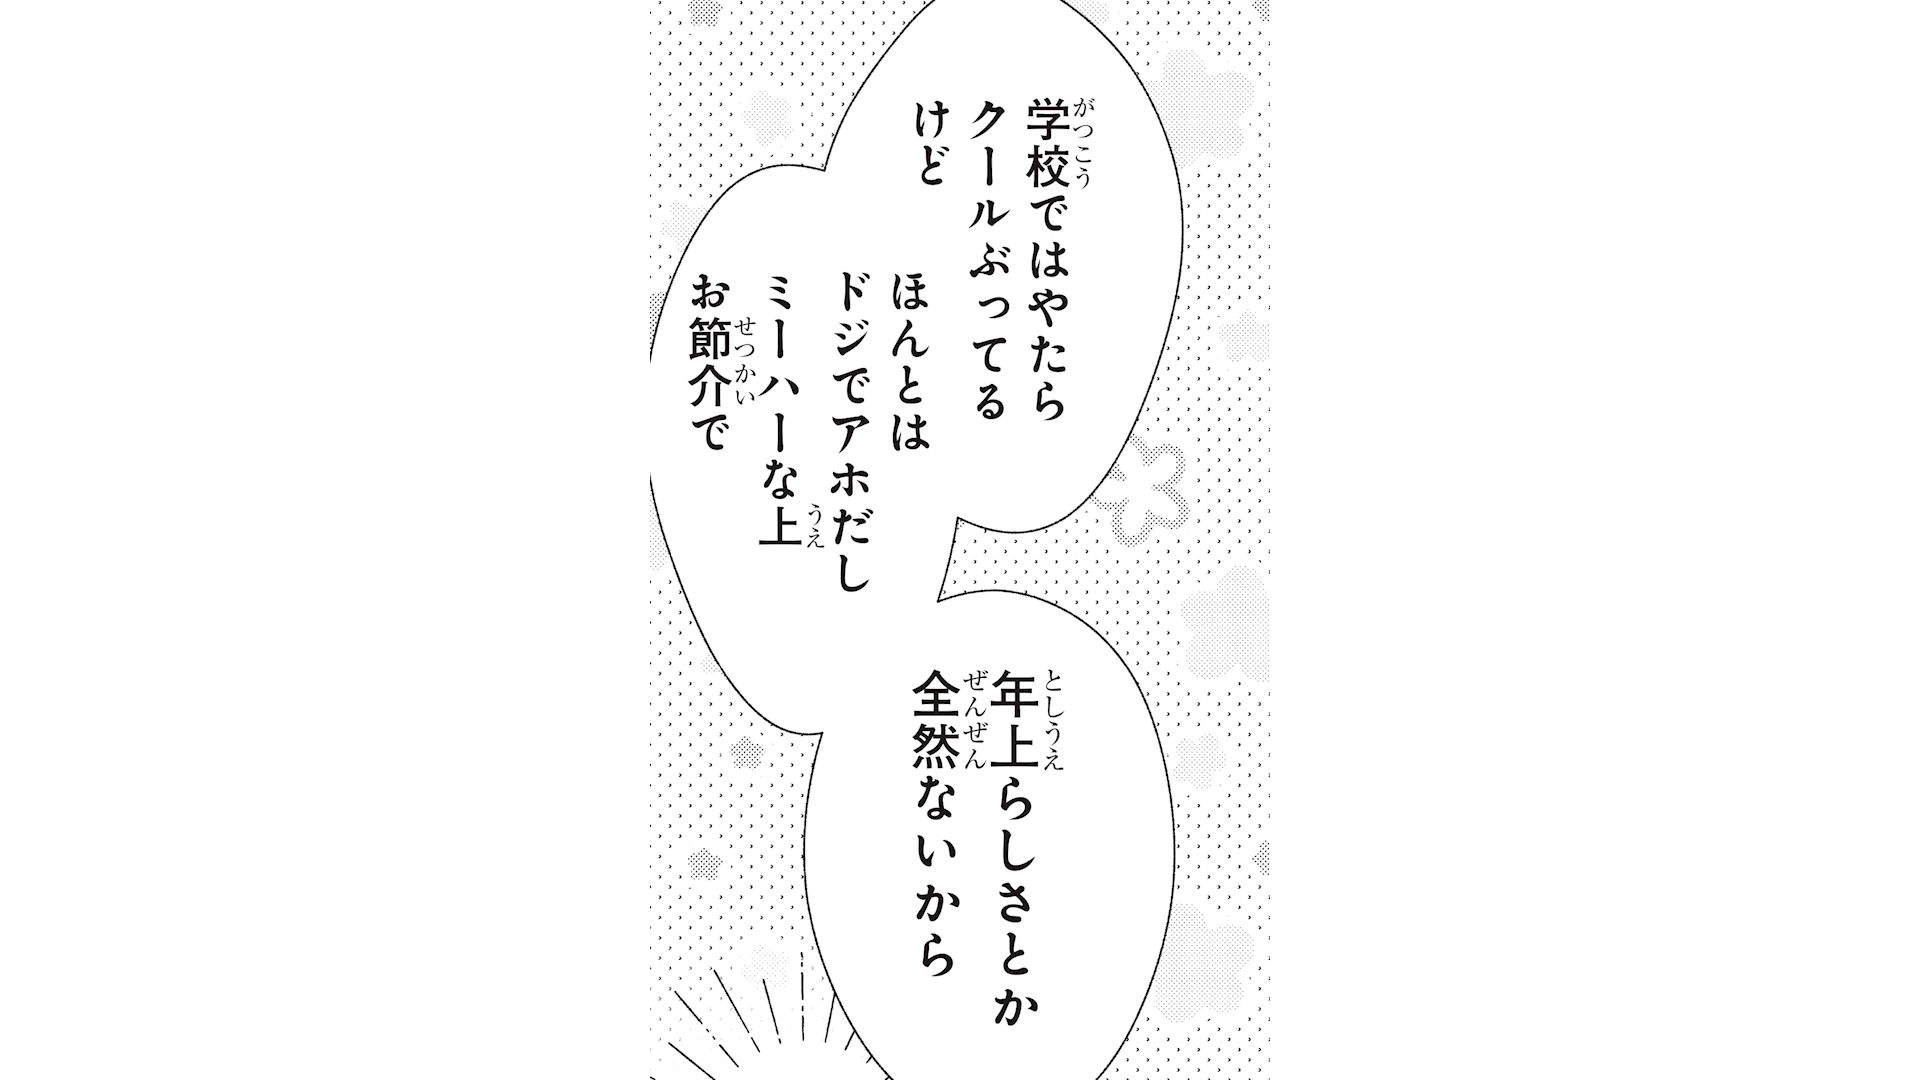 学校ではやたら
クールぶってる
けど
ほんとは
ドジでアホだし
ミーハーな上
お節介で
年上らしさとか
全然ないから